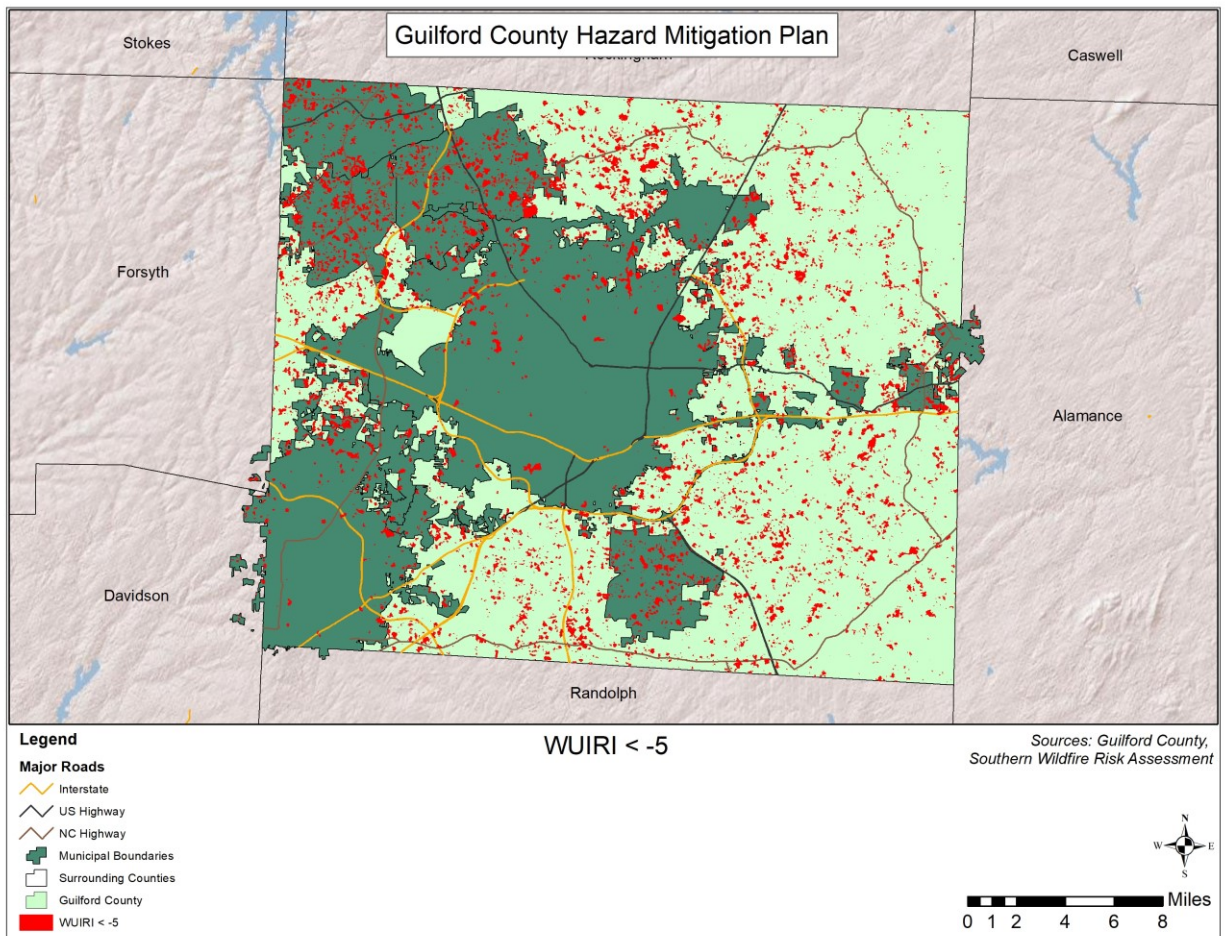 Guilford County Hazard Mitigation Plan
Stokes
Caswell
Forsyth
Alamance
Davidson
Randolph
Legend
Major Roads
Interstate
US Highway
NC Highway
Municipal Boundaries
Surrounding Counties
Guilford County
WUIRI < -5
WUIRI < -5
Sources: Guilford County,
Southern Wildfire Risk Assessment
N
W E
S
Miles
0 1 2 4 6 8